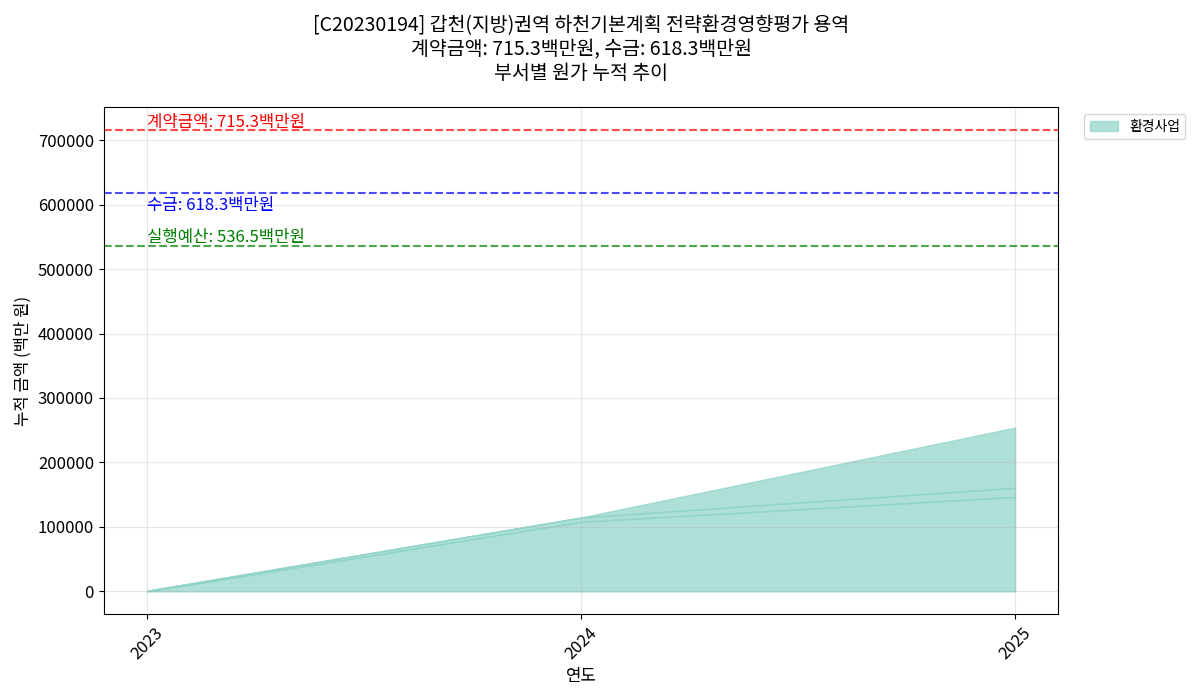 [C20230194] 갑천(지방)권역 하천기본계획 전략환경영향평가 용역
계약금액: 715.3백만원, 수금: 618.3백만원
부서별 원가 누적 추이
계약금액: 715.3백만원
수금: 618.3백만원
실행예산: 536.5백만원
환경사업
누적 금액 (백만 원)
700000
600000
500000
400000
300000
200000
100000
0
2023
2024
2025
연도